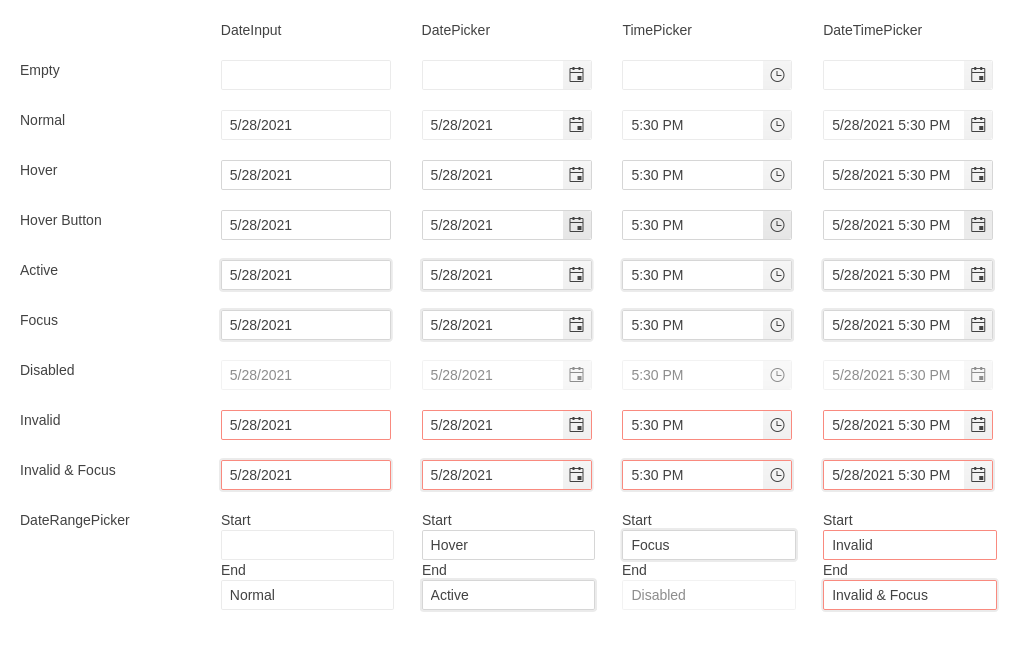 DateInput DatePicker TimePicker DateTimePicker
Empty
Normal 5/28/2021 5/28/2021 5:30 PM 5/28/2021 5:30 PM
Hover 5/28/2021 5/28/2021 5:30 PM 5/28/2021 5:30 PM
Hover Button 5/28/2021 5/28/2021 5:30 PM 5/28/2021 5:30 PM
Active 5/28/2021 5/28/2021 5:30 PM 5/28/2021 5:30 PM
Focus 5/28/2021 5/28/2021 5:30 PM 5/28/2021 5:30 PM
Disabled 5/28/2021 5/28/2021 5:30 PM 5/28/2021 5:30 PM
Invalid 5/28/2021 5/28/2021 5:30 PM 5/28/2021 5:30 PM
Invalid & Focus 5/28/2021 5/28/2021 5:30 PM 5/28/2021 5:30 PM
DateRangePicker Start Start Start Start
Hover Focus Invalid
End End End End
Normal Active Disabled Invalid & Focus